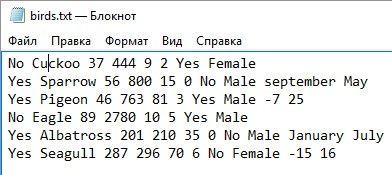 birds.txt — Блокнот
Файл Правка Формат Вид Справка
No Cuckoo 37 444 9 2 Yes Female
Yes Sparrow 56 800 15 0 No Male september May
Yes Pigeon 46 763 81 3 Yes Male -7 25
No Eagle 89 2780 10 5 Yes Male
Yes Albatross 201 210 35 0 No Male January July
Yes Seagull 287 296 70 6 No Female -15 16